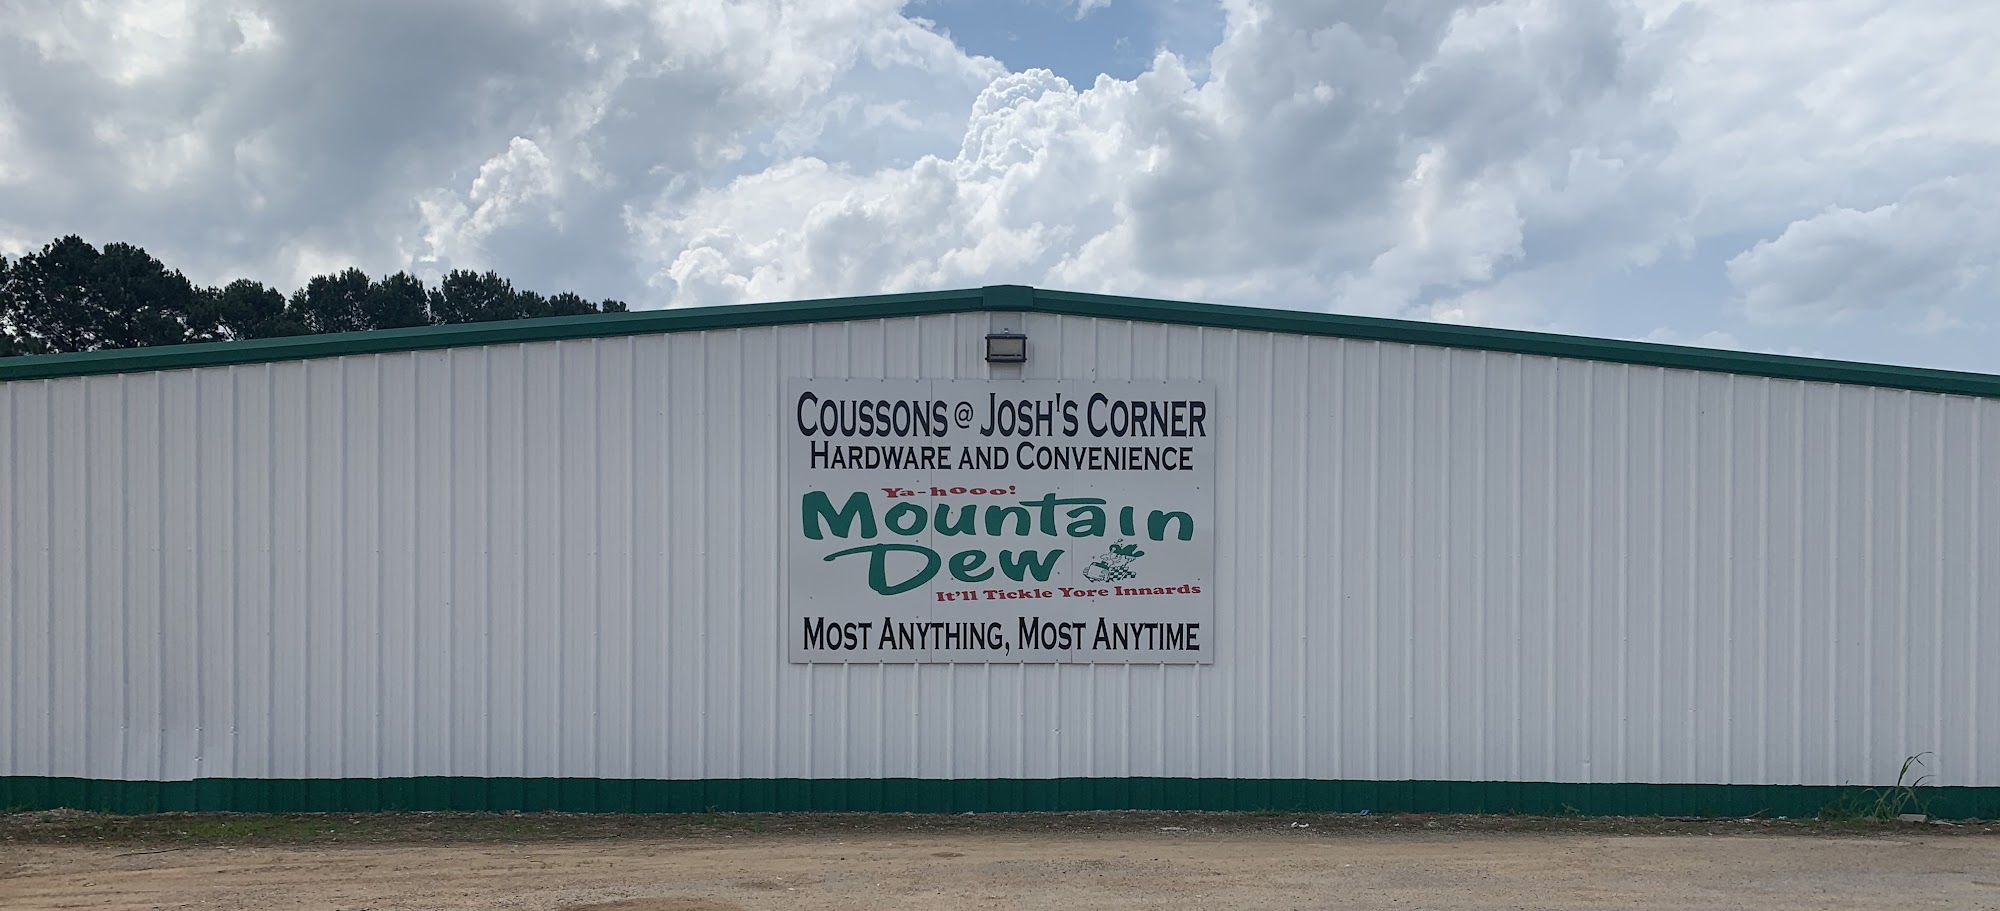 COUSSONS @ JOSH'S CORNER
HARDWARE AND CONVENIENCE
Ya-hooo!
Mountain
Dew
It'll Tickle Yore Innards
MOST ANYTHING, MOST ANYTIME